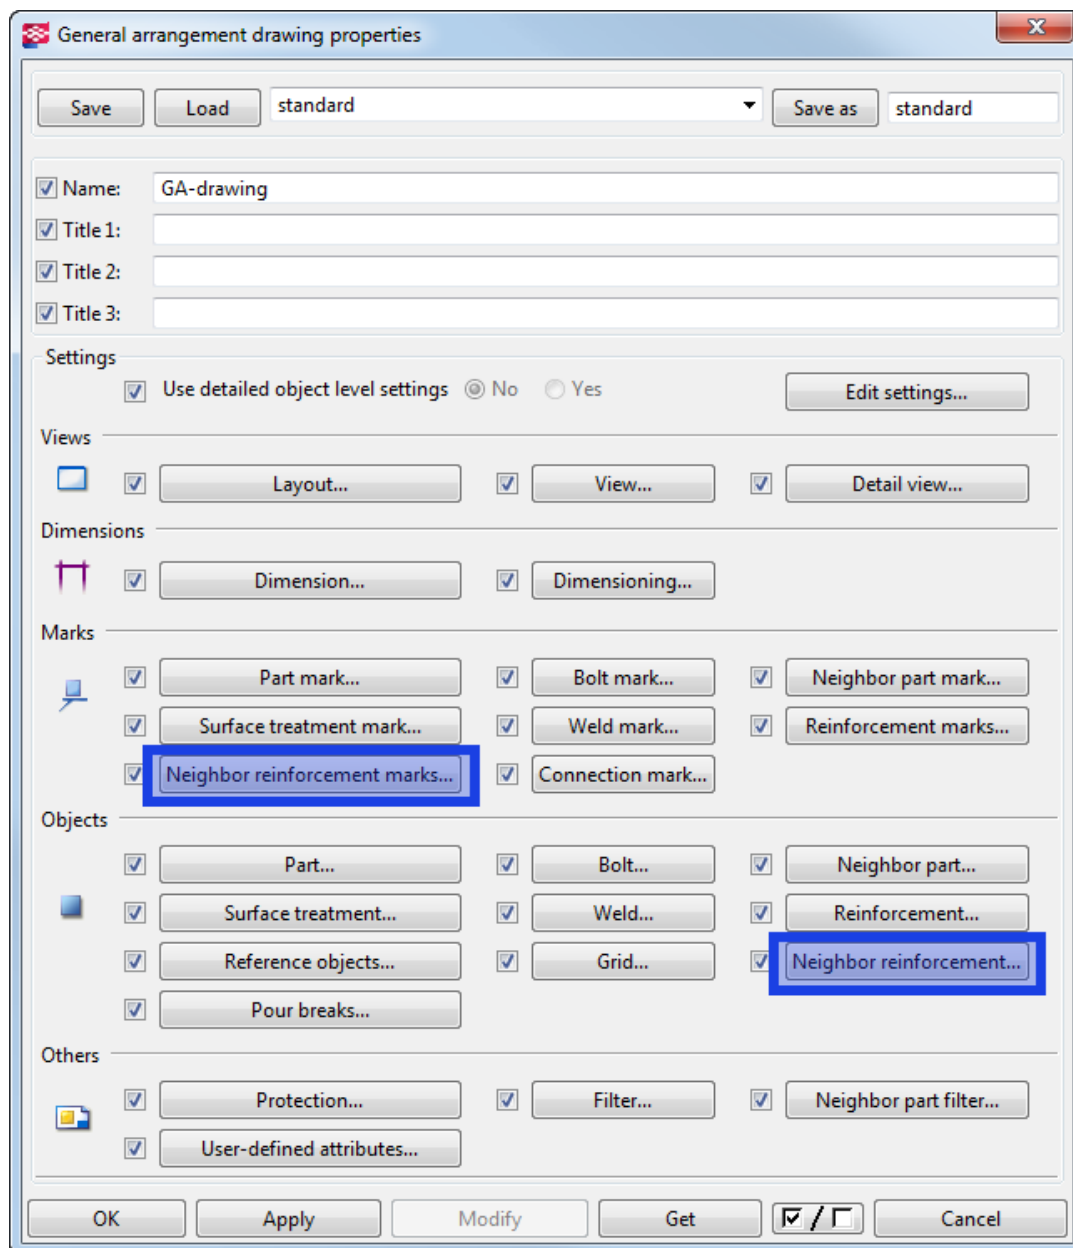 General arrangement drawing properties
Save Load standard Save as standard
Name: GA-drawing
Title 1:
Title 2:
Title 3:
Settings
Use detailed object level settings No Yes Edit settings...
Views
Layout... View... Detail view...
Dimensions
Dimension... Dimensioning...
Marks
Part mark... Bolt mark... Neighbor part mark...
Surface treatment mark... Weld mark... Reinforcement marks...
Neighbor reinforcement marks... Connection mark...
Objects
Part... Bolt... Neighbor part...
Surface treatment... Weld... Reinforcement...
Reference objects... Grid... Neighbor reinforcement...
Pour breaks...
Others
Protection... Filter... Neighbor part filter...
User-defined attributes...
OK Apply Modify Get / Cancel